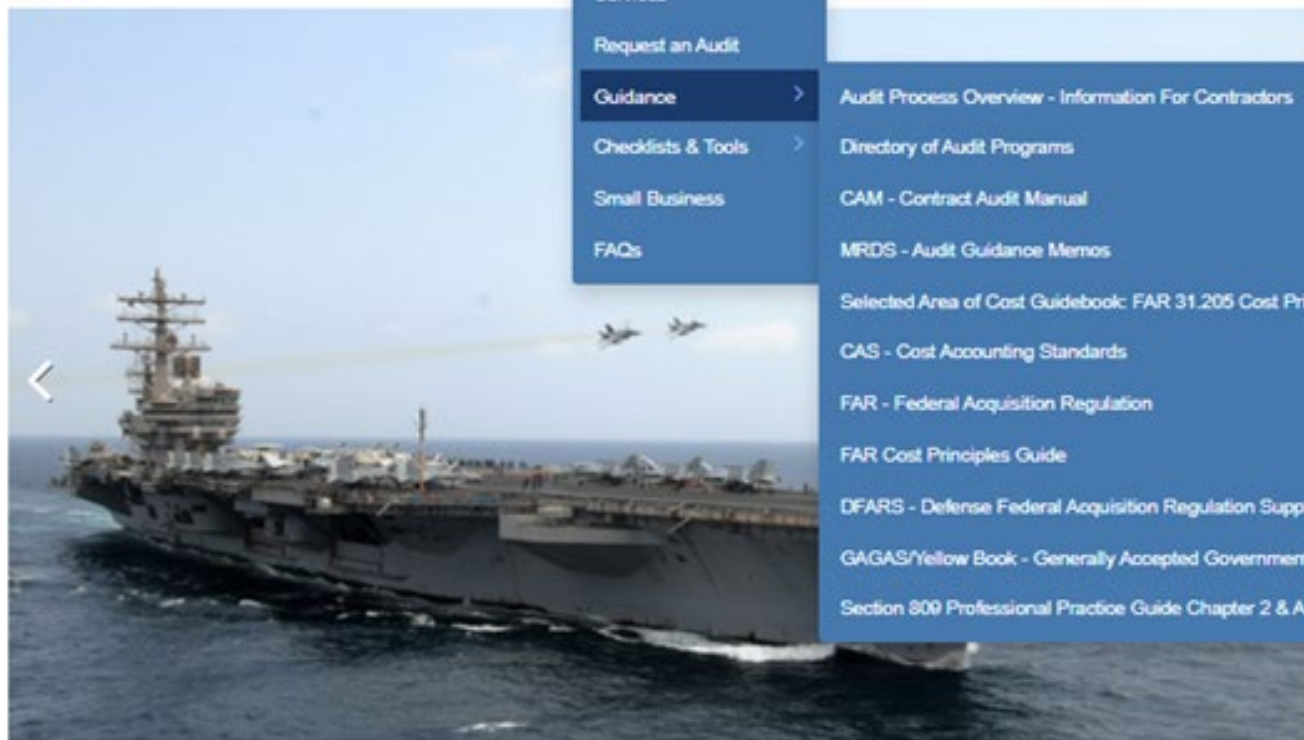 Request an Audit
Guidance
Checklists & Tools
Small Business
FAQs
Audit Process Overview - Information For Contractors
Directory of Audit Programs
CAM - Contract Audit Manual
MRDS - Audit Guidance Memos
Selected Area of Cost Guidebook: FAR 31.205 Cost Pri
CAS - Cost Accounting Standards
FAR - Federal Acquisition Regulation
FAR Cost Principles Guide
DFARS - Defense Federal Acquisition Regulation Supp
GAGAS/Yellow Book - Generally Accepted Governmen
Section 809 Professional Practice Guide Chapter 2 & A